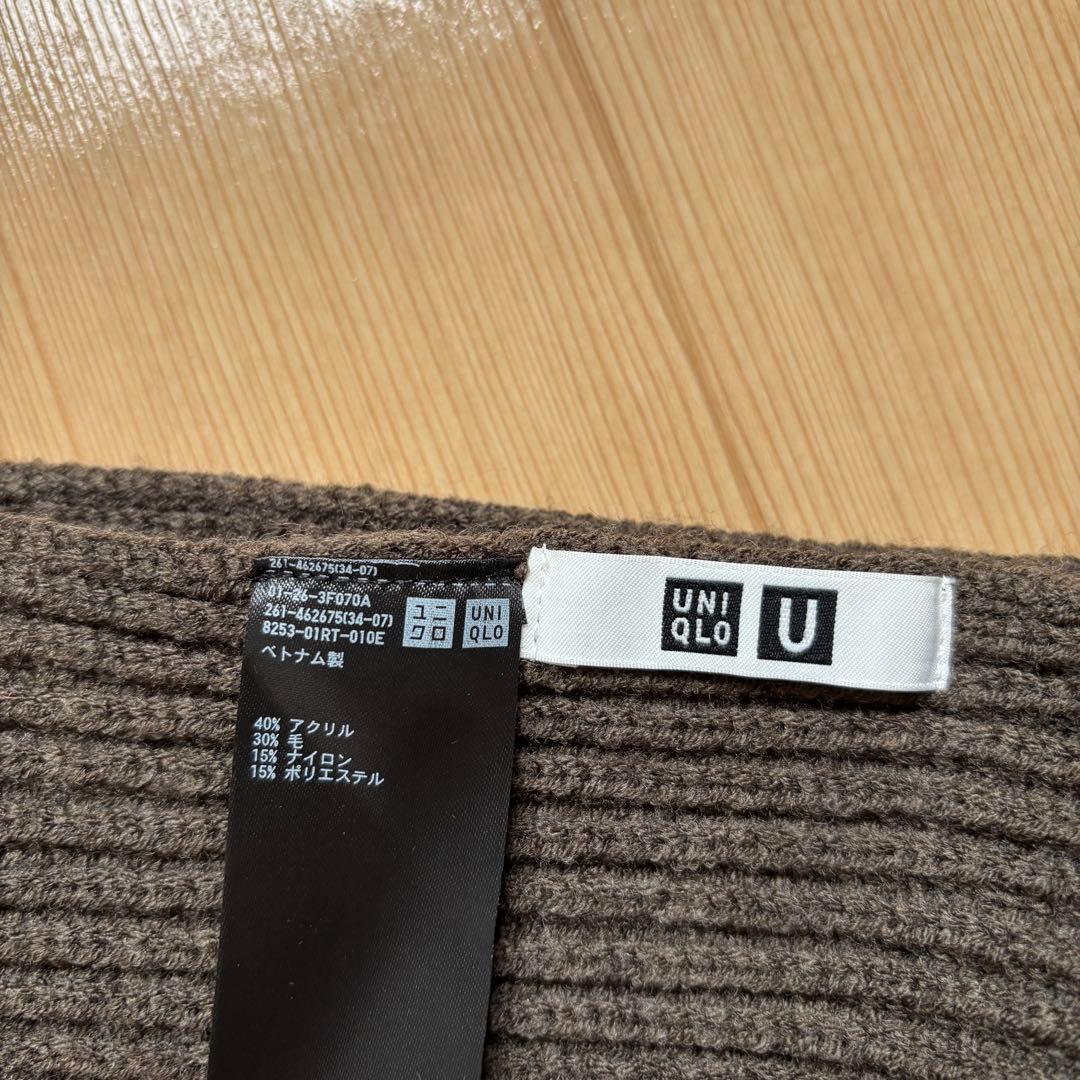 261-462675(34-07)
01-26-3F070A
261-462675(34-07)
8253-01RT-010E
ベトナム製
ユニ
クロ
UNI
QLO
40% アクリル
30% 毛
15% ナイロン
15% ポリエステル
UNI
QLO
U